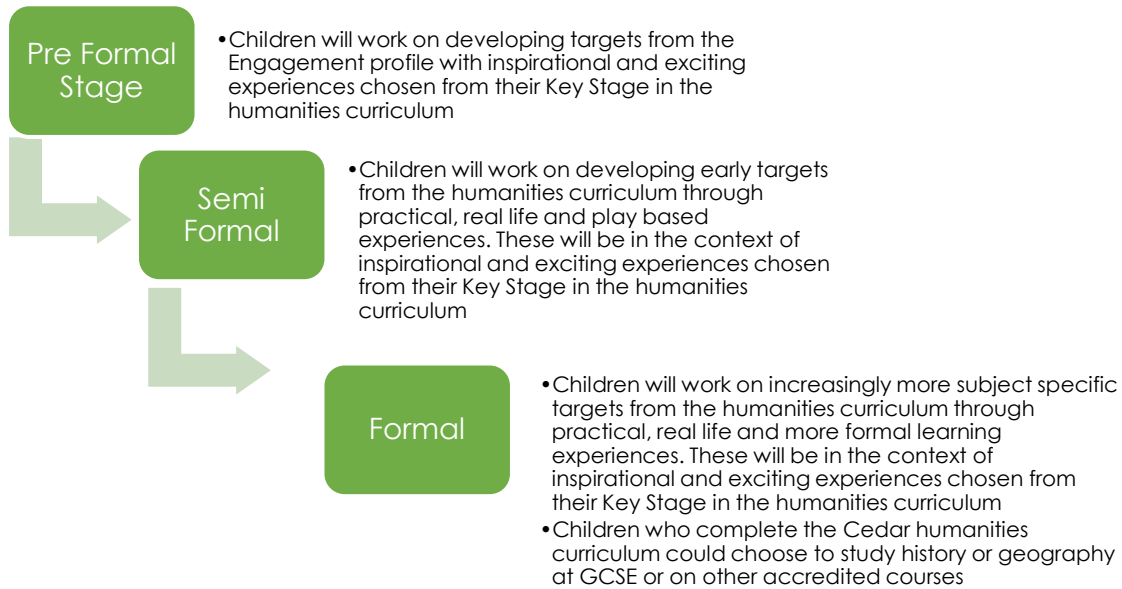 Pre Formal
Stage
•Children will work on developing targets from the
Engagement profile with inspirational and exciting
experiences chosen from their Key Stage in the
humanities curriculum
Semi
Formal
•Children will work on developing early targets
from the humanities curriculum through
practical, real life and play based
experiences. These will be in the context of
inspirational and exciting experiences chosen
from their Key Stage in the humanities
curriculum
Formal
•Children will work on increasingly more subject specific
targets from the humanities curriculum through
practical, real life and more formal learning
experiences. These will be in the context of
inspirational and exciting experiences chosen from
their Key Stage in the humanities curriculum
•Children who complete the Cedar humanities
curriculum could choose to study history or geography
at GCSE or on other accredited courses